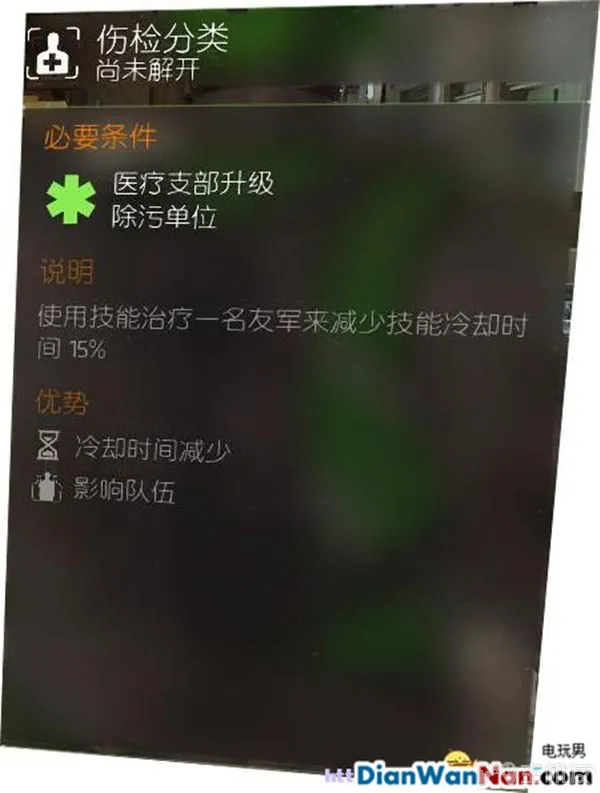 伤检分类
尚未解开
必要条件
医疗支部升级
除污单位
说明
使用技能治疗一名友军来减少技能冷却时
间 15%
优势
冷却时间减少
影响队伍
电玩男
DianWanNan.com